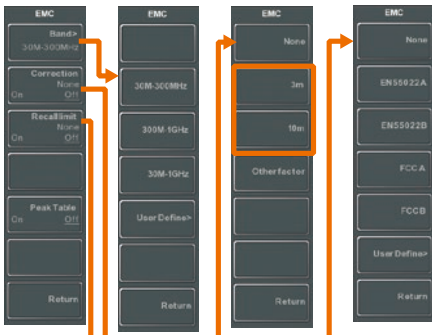 EMC
Band>
30M-300MHz
Correction
None
On Off
Recall limit
None
On Off
Peak Table
On Off
Return
EMC
30M-300MHz
300M-1GHz
30M-1GHz
User Define>
Return
EMC
None
3m
10m
Other factor
Return
EMC
None
EN55022A
EN55022B
FCC A
FCC B
User Define>
Return